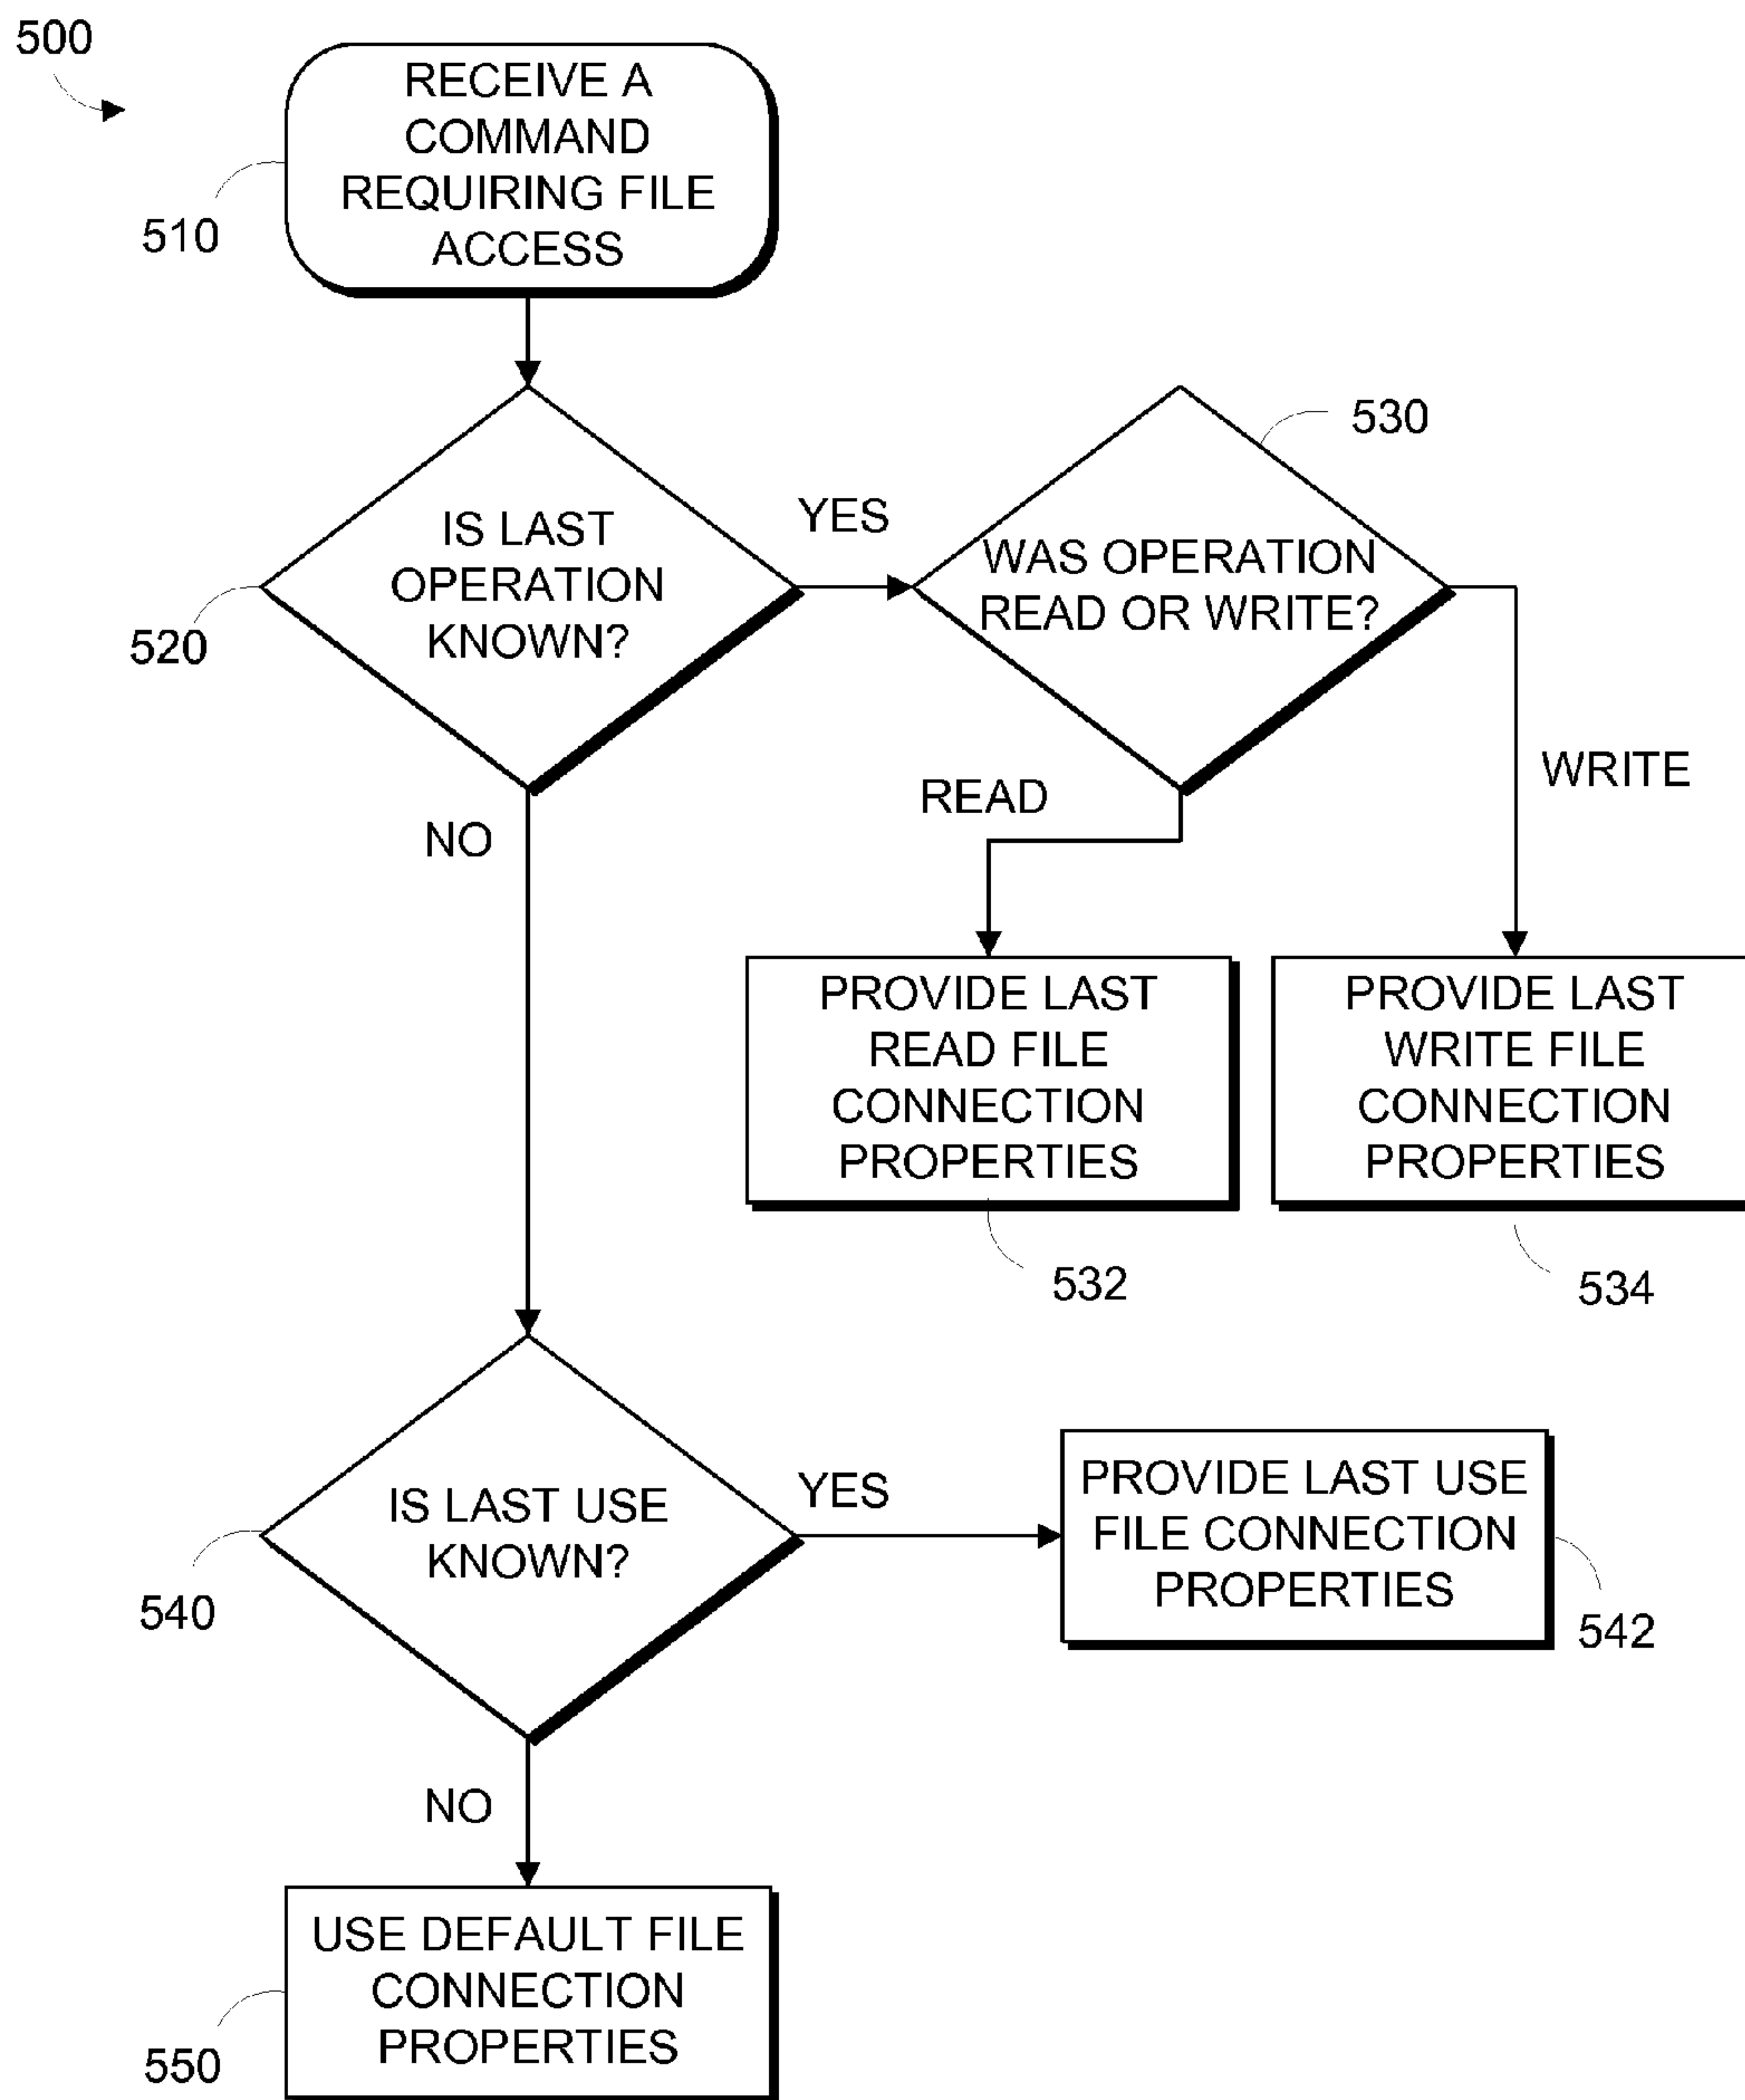 500
RECEIVE A
COMMAND
REQUIRING FILE
ACCESS
510
530
IS LAST
OPERATION
KNOWN?
YES
WAS OPERATION
READ OR WRITE?
520
READ
WRITE
NO
PROVIDE LAST
READ FILE
CONNECTION
PROPERTIES
PROVIDE LAST
WRITE FILE
CONNECTION
PROPERTIES
532
534
IS LAST USE
KNOWN?
YES
PROVIDE LAST USE
FILE CONNECTION
PROPERTIES
540
542
NO
USE DEFAULT FILE
CONNECTION
PROPERTIES
550